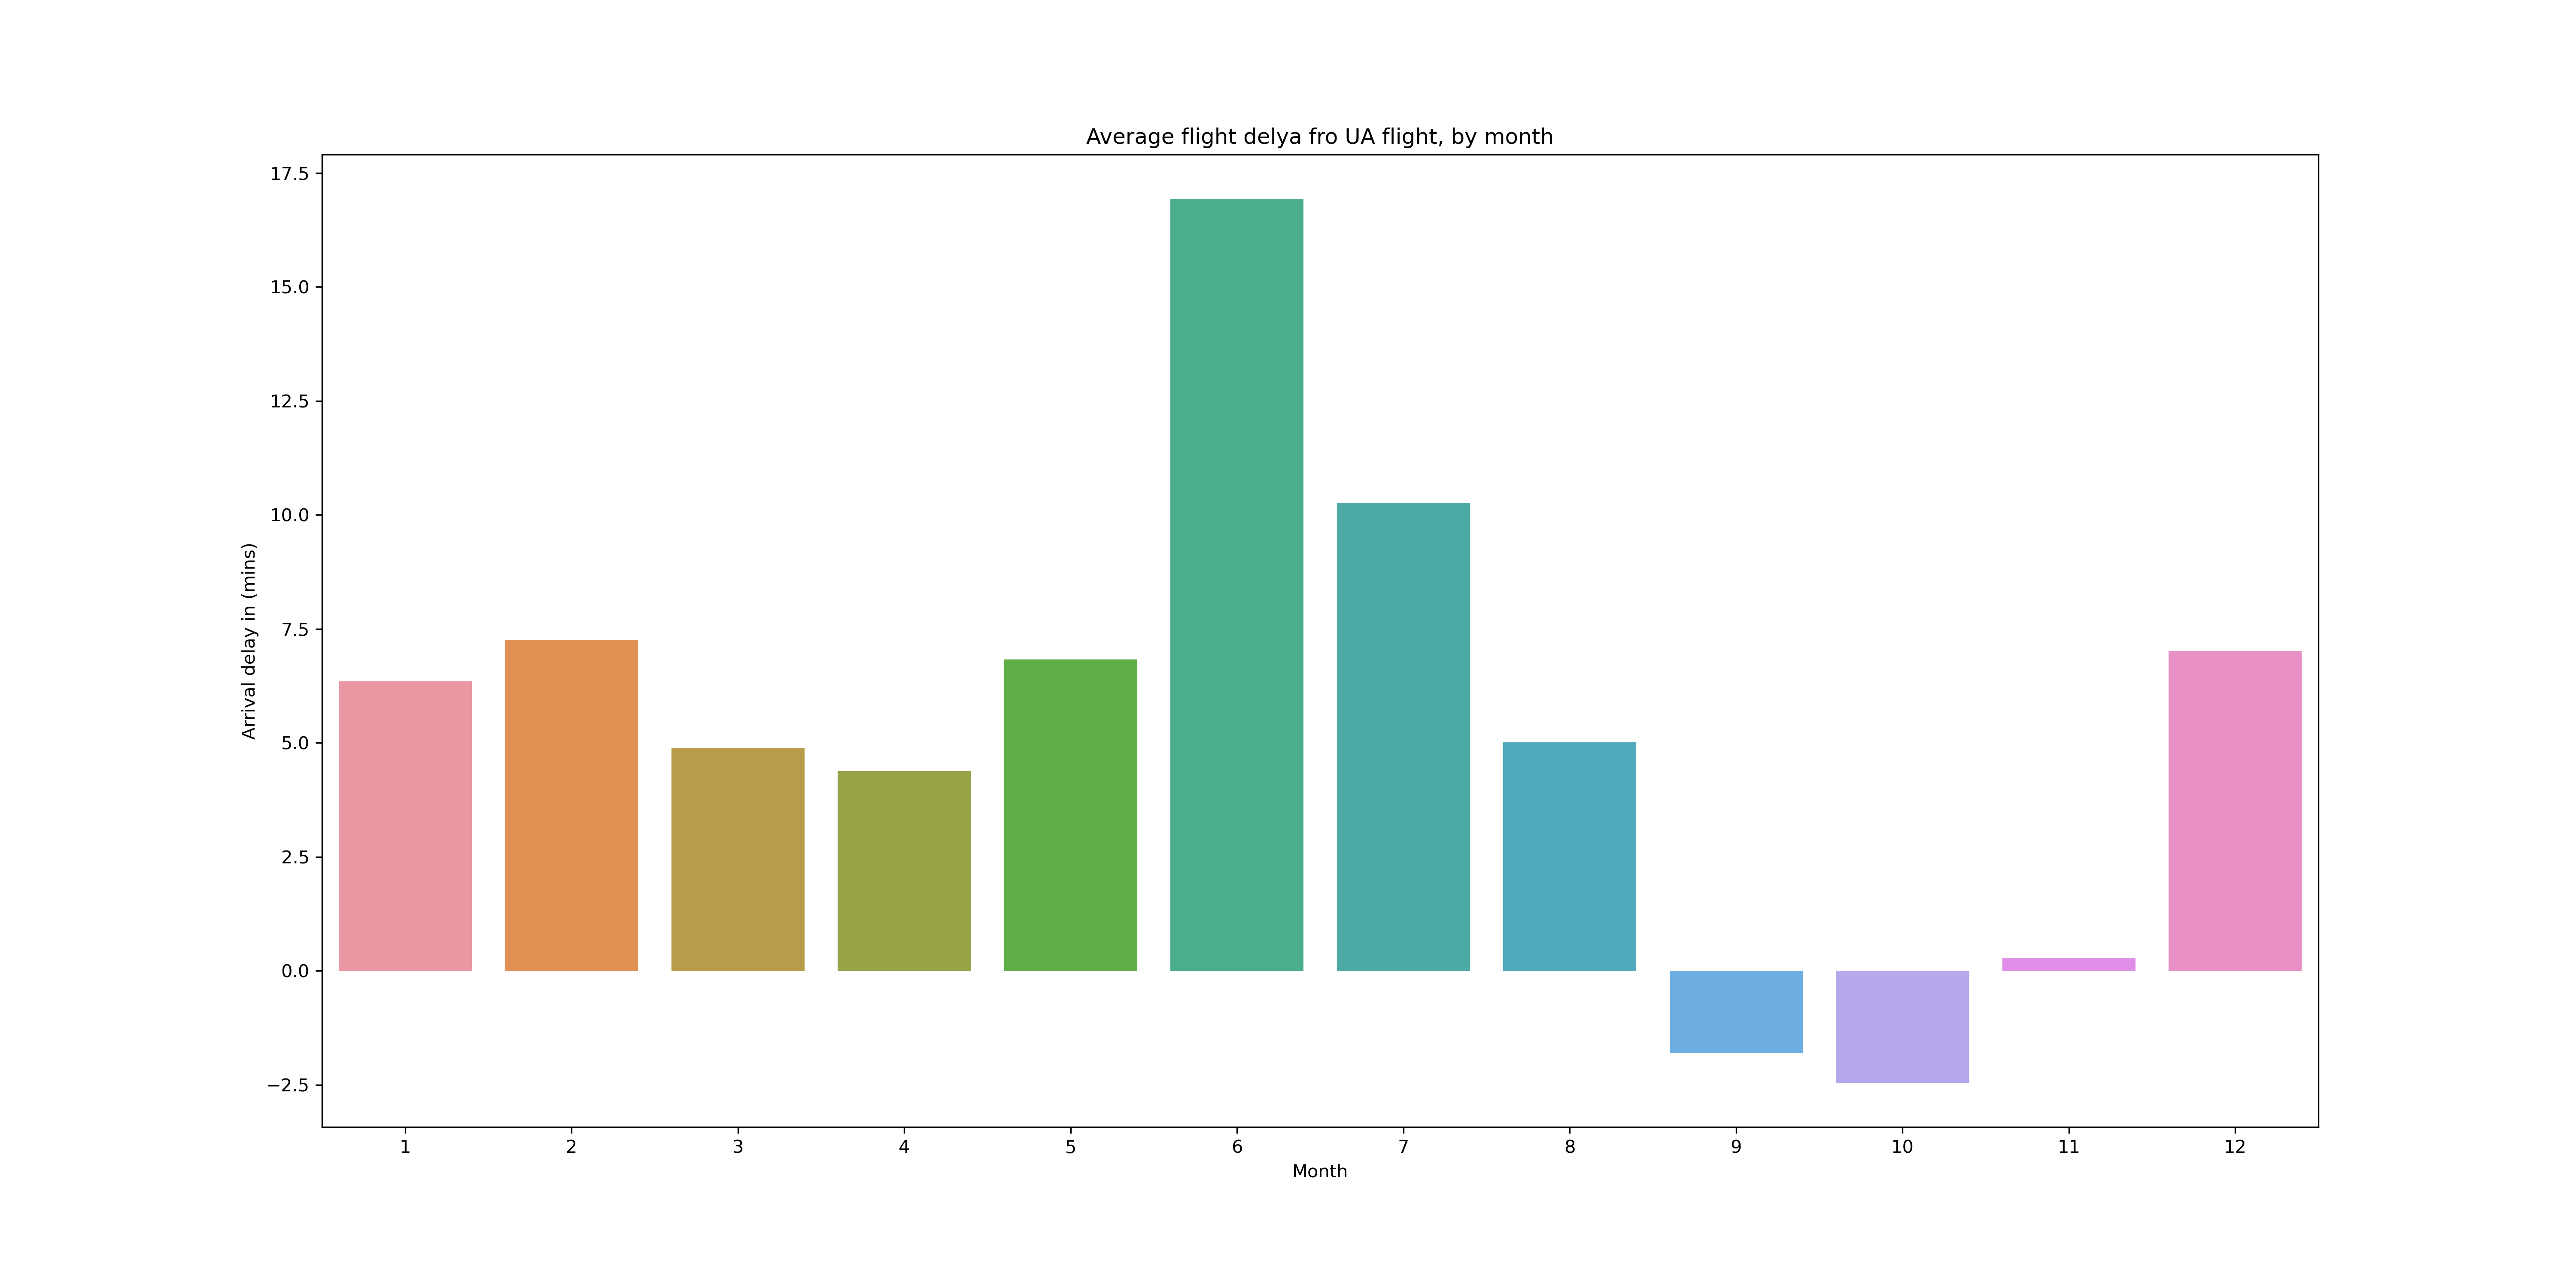 Average flight delya fro UA flight, by month
17.5
15.0
12.5
10.0
7.5
5.0
2.5
0.0
−2.5
Arrival delay in (mins)
1 2 3 4 5 6 7 8 9 10 11 12
Month